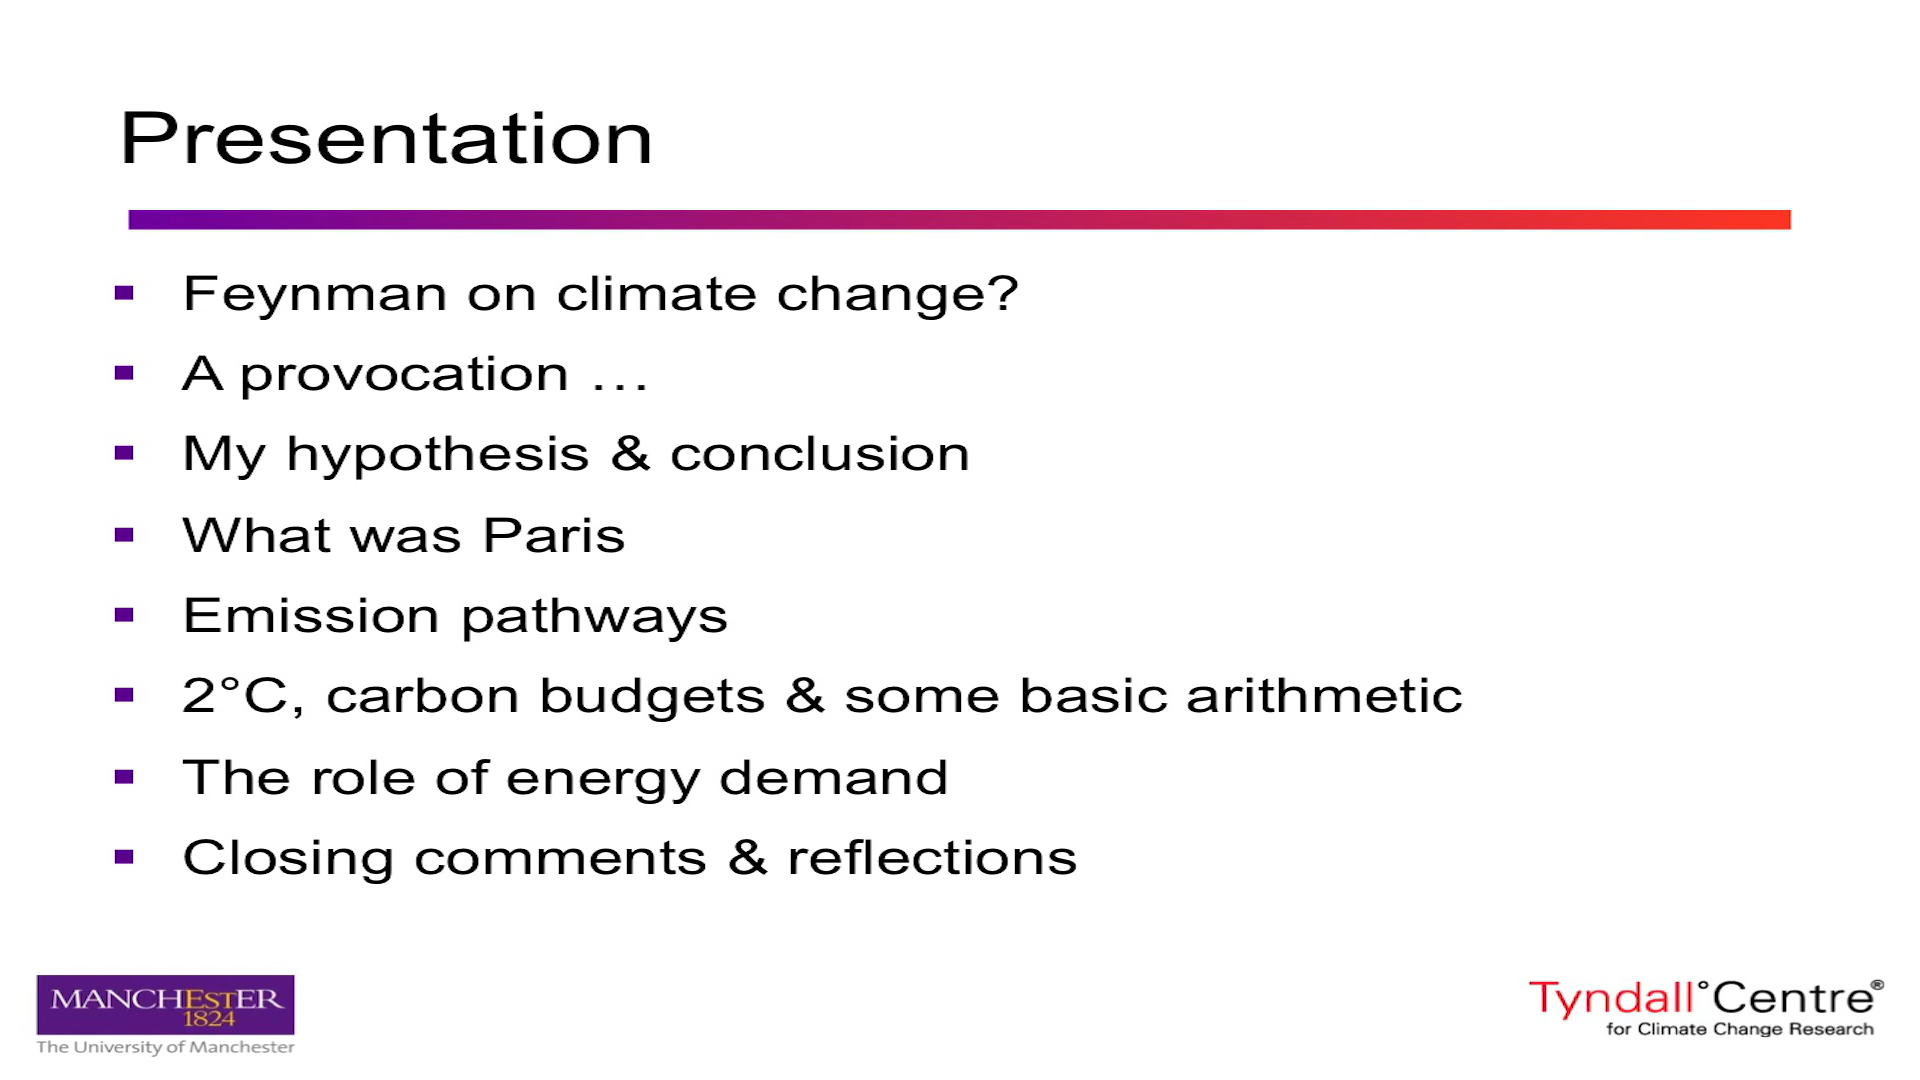 Presentation
Feynman on climate change?
A provocation …
My hypothesis & conclusion
What was Paris
Emission pathways
2°C, carbon budgets & some basic arithmetic
The role of energy demand
Closing comments & reflections
MANCHESTER
1824
The University of Manchester
Tyndall°Centre®
for Climate Change Research